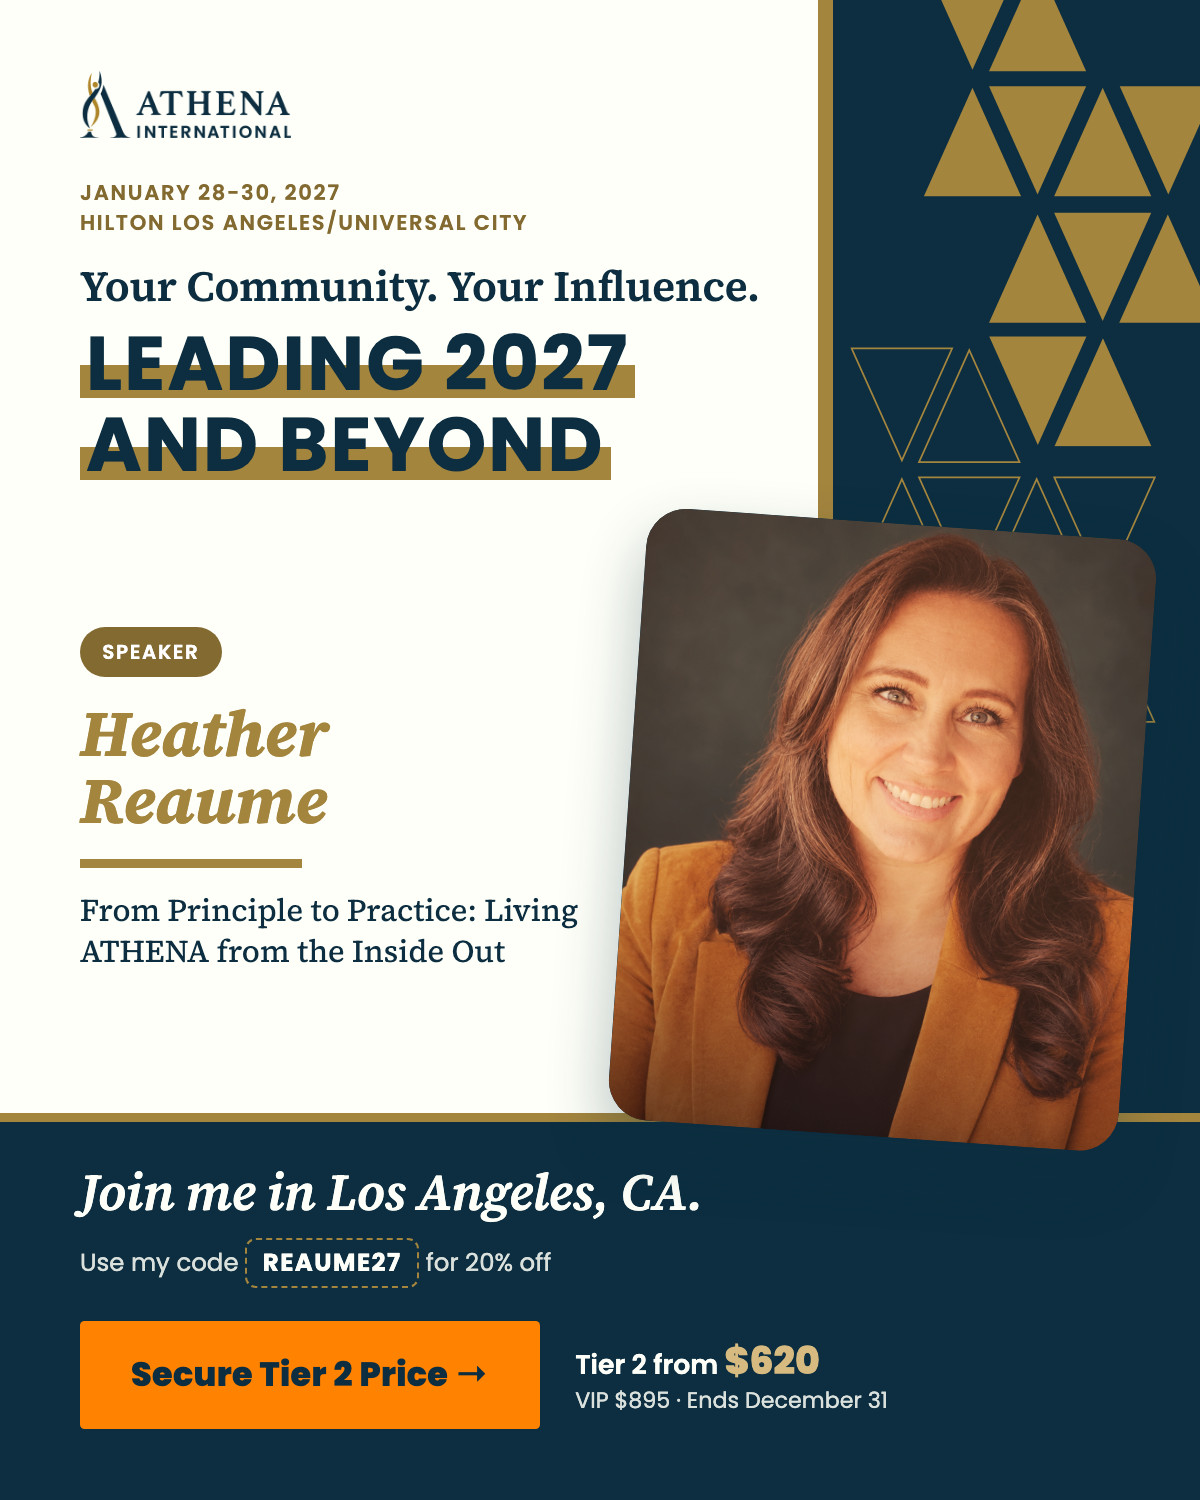 ATHENA
INTERNATIONAL
JANUARY 28-30, 2027
HILTON LOS ANGELES/UNIVERSAL CITY
Your Community. Your Influence.
LEADING 2027
AND BEYOND
SPEAKER
Heather
Reaume
From Principle to Practice: Living
ATHENA from the Inside Out
Join me in Los Angeles, CA.
Use my code REAUME27 for 20% off
Secure Tier 2 Price →
Tier 2 from $620
VIP $895 · Ends December 31